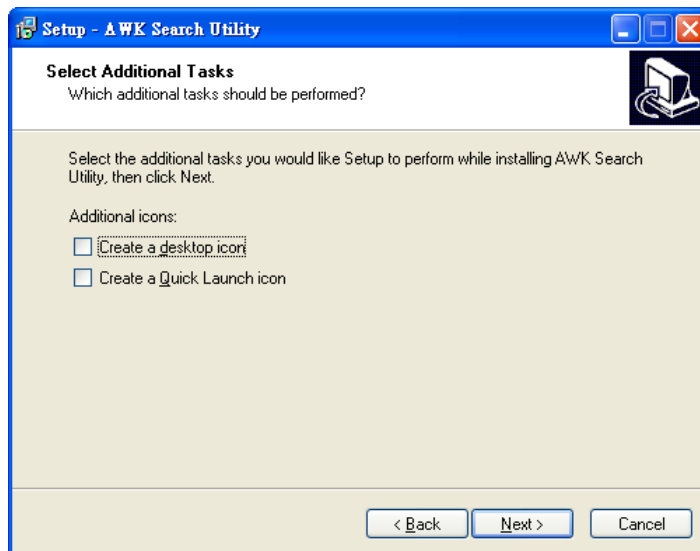 Setup - AWK Search Utility
Select Additional Tasks
Which additional tasks should be performed?
Select the additional tasks you would like Setup to perform while installing AWK Search
Utility, then click Next.
Additional icons:
Create a desktop icon
Create a Quick Launch icon
< Back Next > Cancel